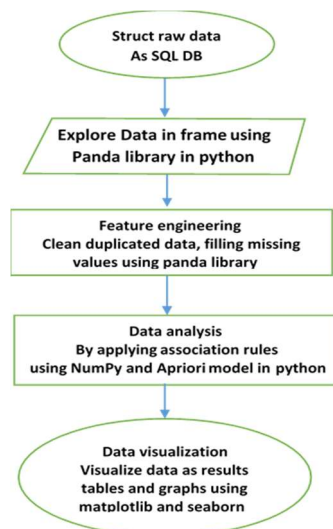 Struct raw data
As SQL DB
Explore Data in frame using
Panda library in python
Feature engineering
Clean duplicated data, filling missing
values using panda library
Data analysis
By applying association rules
using NumPy and Apriori model in python
Data visualization
Visualize data as results
tables and graphs using
matplotlib and seaborn